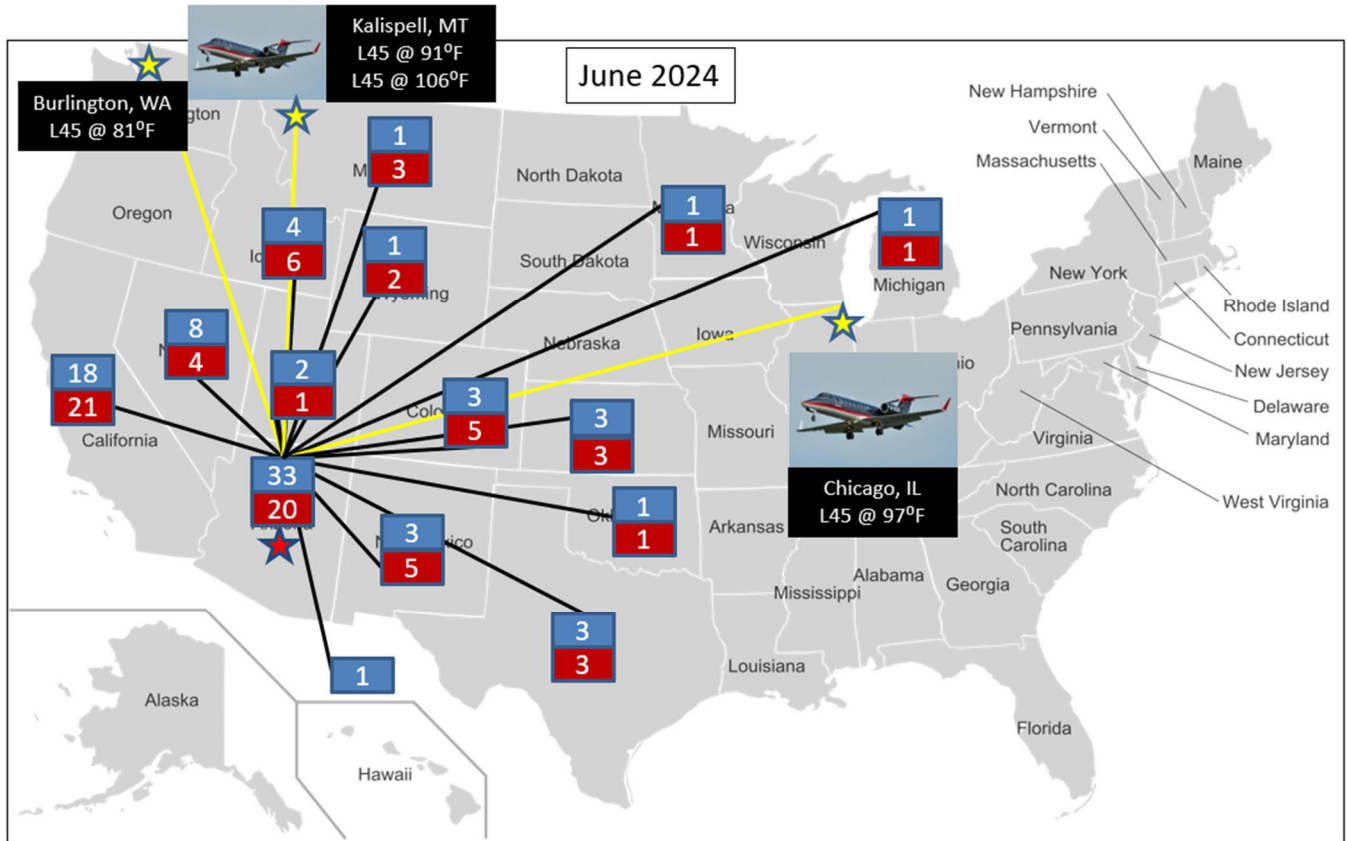 Kalispell, MT
L45 @ 91⁰F
L45 @ 106⁰F
June 2024
Burlington, WA
L45 @ 81⁰F
New Hampshire
Vermont
Massachusetts
Maine
1
3
North Dakota
Oregon
4
6
1
2
South Dakota
1
1
Wisconsin
1
1
Michigan
New York
Rhode Island
Connecticut
New Jersey
Delaware
Maryland
West Virginia
Pennsylvania
8
4
18
21
California
2
1
Nebraska
Iowa
3
5
3
3
Missouri
Virginia
33
20
1
1
Arkansas
Chicago, IL
L45 @ 97⁰F
North Carolina
South
Carolina
3
5
Mississippi
Alabama
Georgia
3
3
Louisiana
1
Alaska
Hawaii
Florida